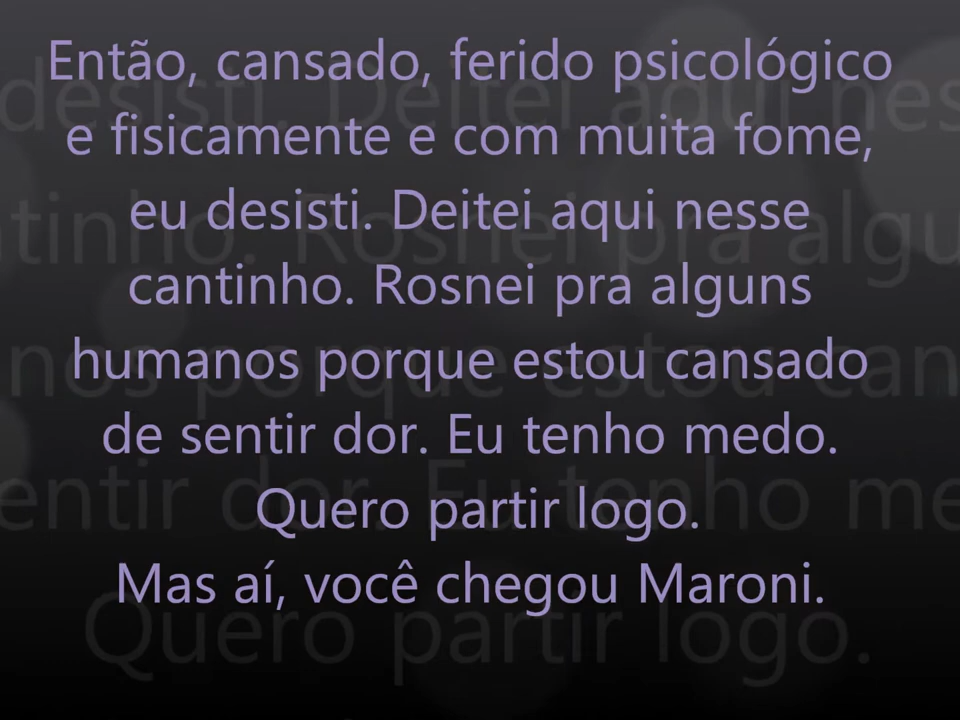 Então, cansado, ferido psicológico
e fisicamente e com muita fome,
eu desisti. Deitei aqui nesse
cantinho. Rosnei pra alguns
humanos porque estou cansado
de sentir dor. Eu tenho medo.
Quero partir logo.
Mas aí, você chegou Maroni.